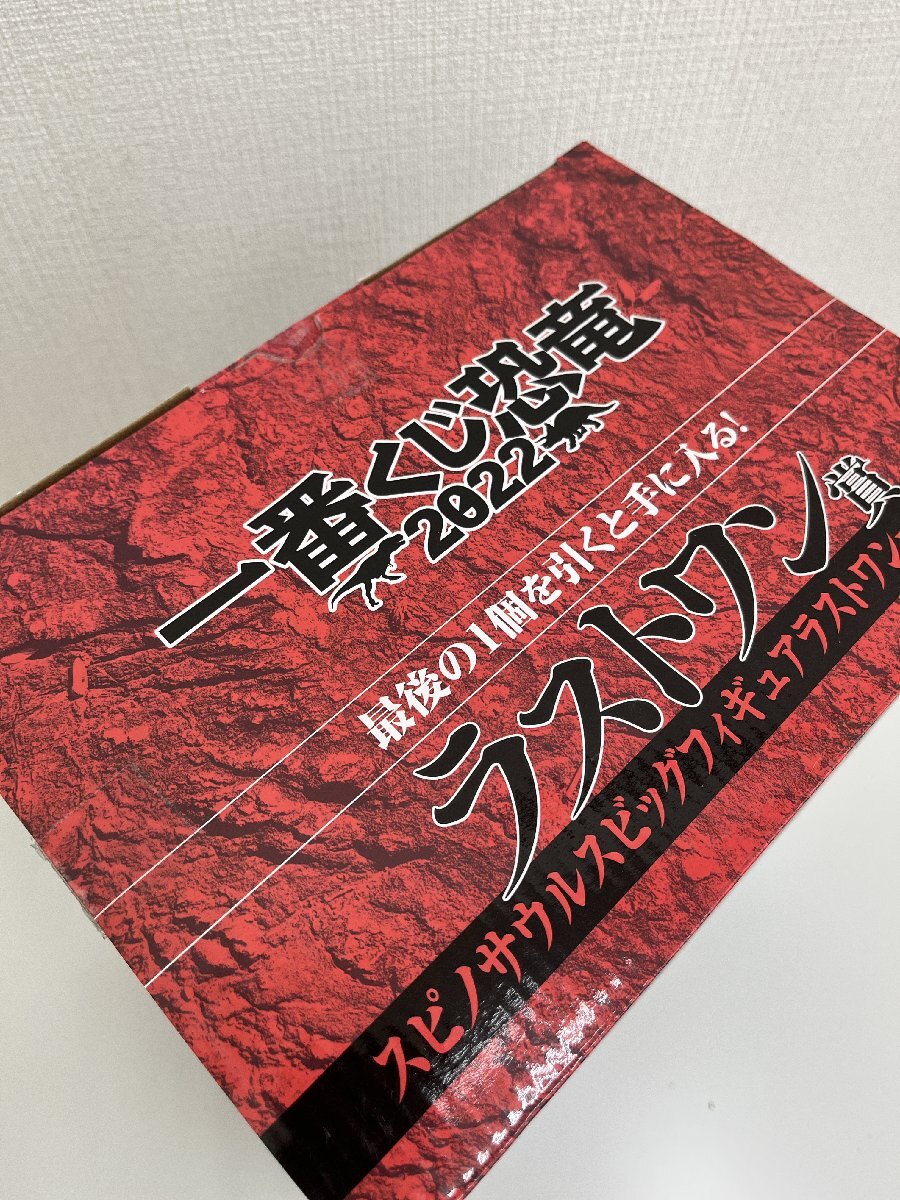 一番くじ恐竜
2022
最後の1個を引くと手に入る!
ラストワン賞
スピノサウルスビッグフィギュアラストワン